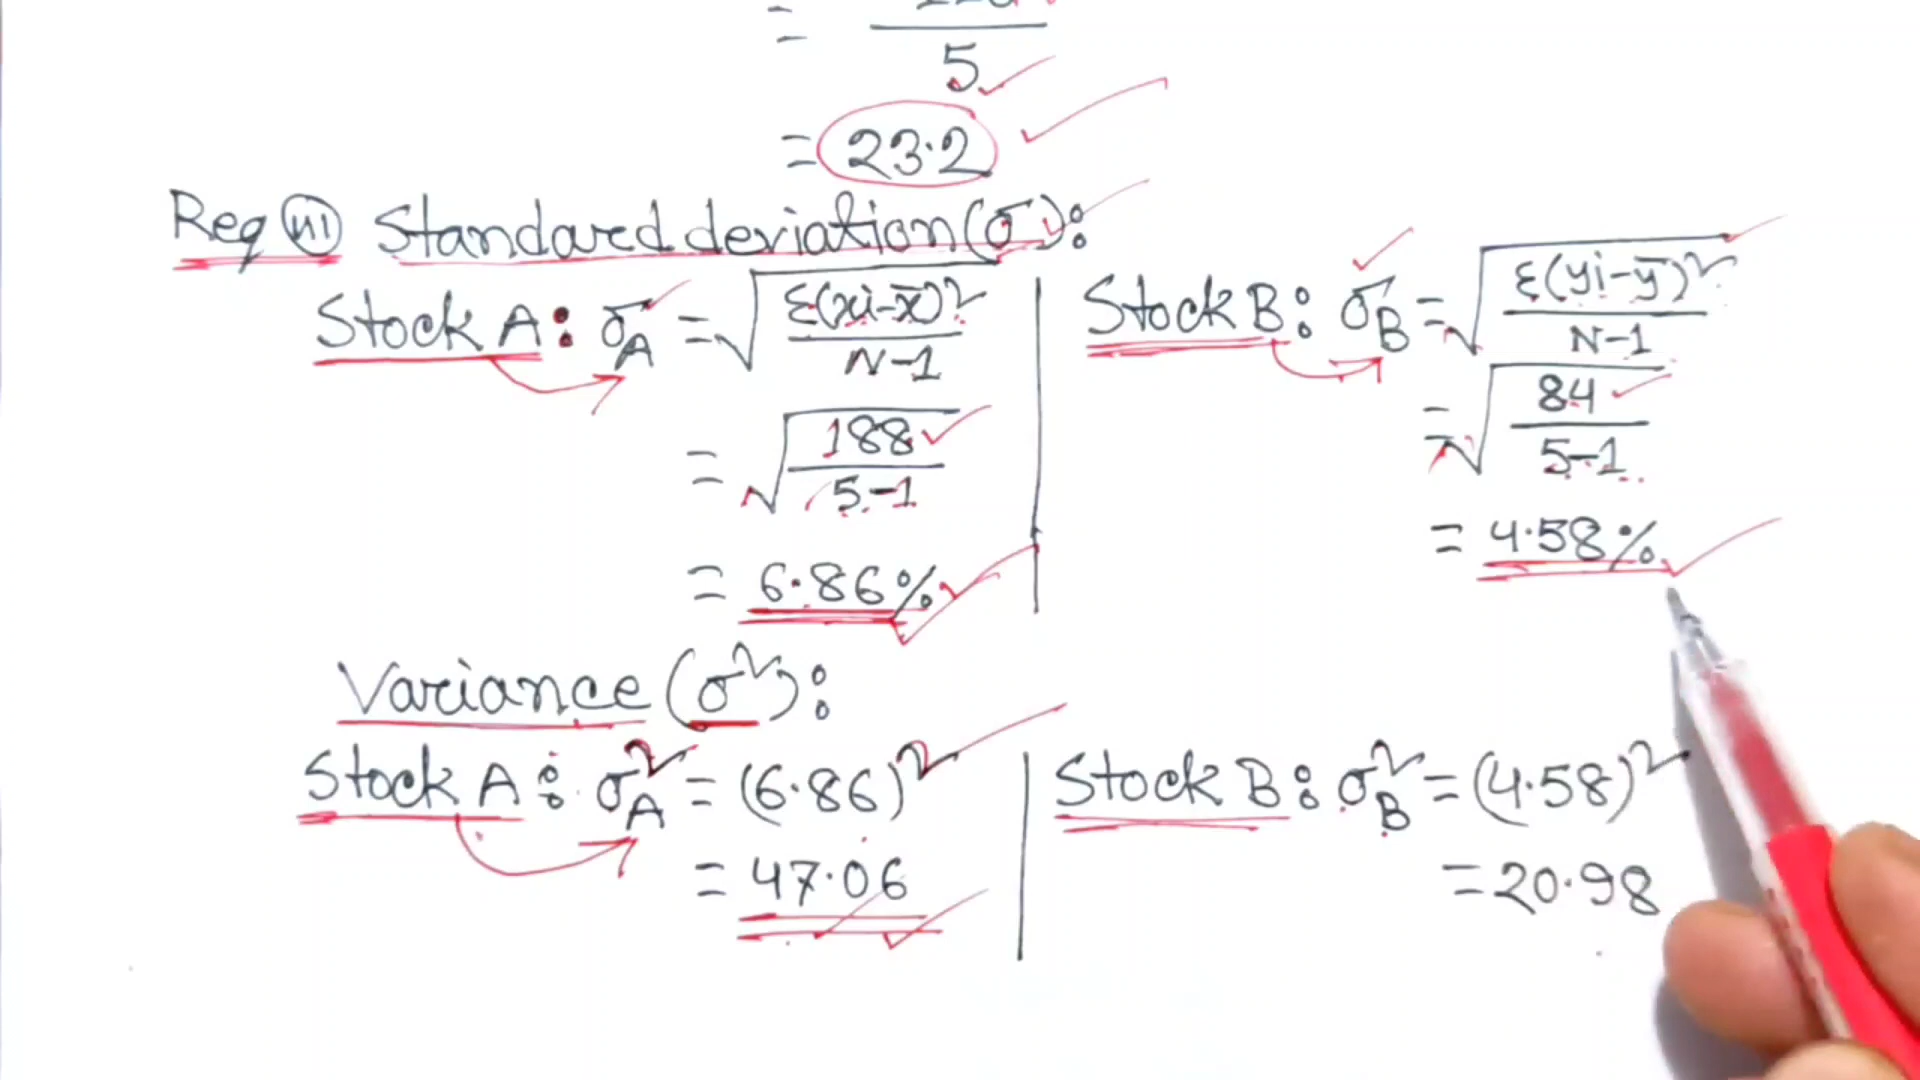 =
5
= 23.2
Req (iii) Standard deviation (σ):
Stock A: σA = √Σ(xi-x̄)² / N-1
= √188 / 5-1
= 6.86%
Stock B: σB = √Σ(yi-ȳ)² / N-1
= √84 / 5-1
= 4.58%
Variance (σ²):
Stock A: σ²A = (6.86)²
= 47.06
Stock B: σ²B = (4.58)²
= 20.98